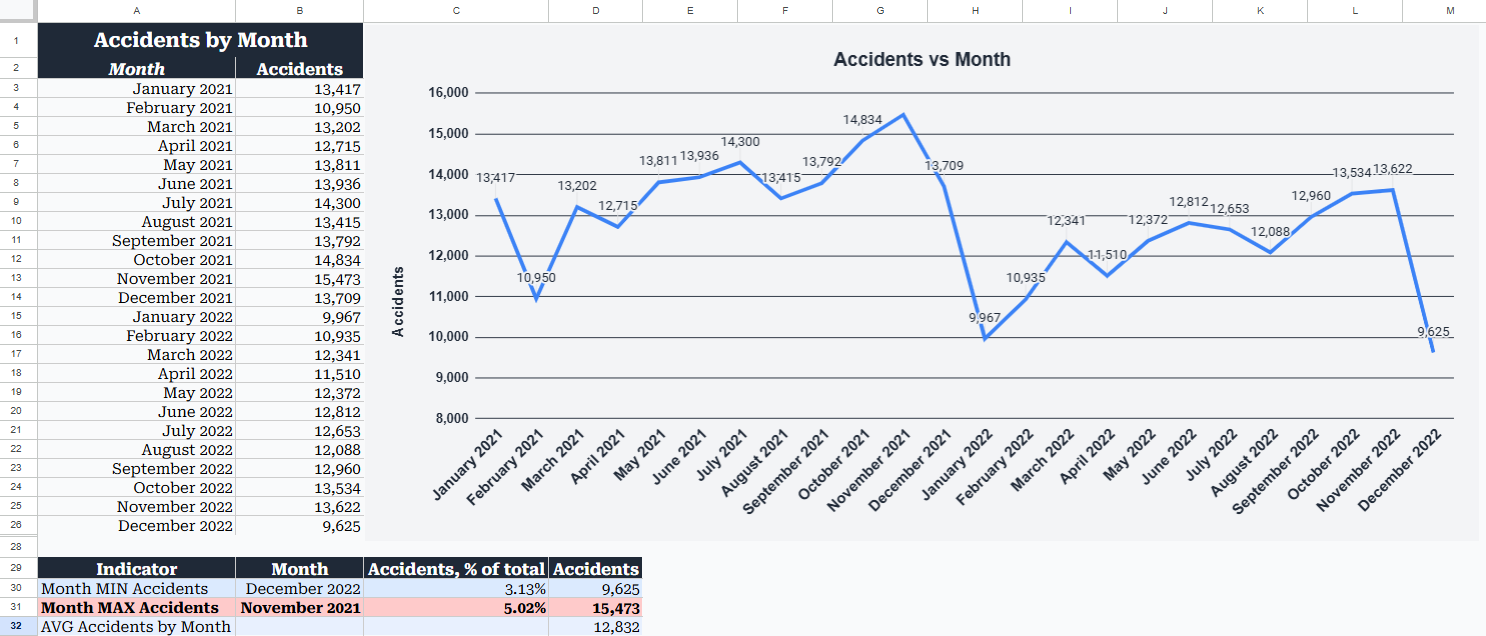 A B C D E F G H I J K L M
1 Accidents by Month
2 Month Accidents
3 January 2021 13,417
4 February 2021 10,950
5 March 2021 13,202
6 April 2021 12,715
7 May 2021 13,811
8 June 2021 13,936
9 July 2021 14,300
10 August 2021 13,415
11 September 2021 13,792
12 October 2021 14,834
13 November 2021 15,473
14 December 2021 13,709
15 January 2022 9,967
16 February 2022 10,935
17 March 2022 12,341
18 April 2022 11,510
19 May 2022 12,372
20 June 2022 12,812
21 July 2022 12,653
22 August 2022 12,088
23 September 2022 12,960
24 October 2022 13,534
25 November 2022 13,622
26 December 2022 9,625
Accidents vs Month
Accidents
16,000
15,000
14,000
13,000
12,000
11,000
10,000
9,000
8,000
13,417
10,950
13,202
12,715
13,811
13,936
14,300
13,415
13,792
14,834
13,709
9,967
10,935
12,341
11,510
12,372
12,812
12,653
12,088
12,960
13,534
13,622
9,625
January 2021
February 2021
March 2021
April 2021
May 2021
June 2021
July 2021
August 2021
September 2021
October 2021
November 2021
December 2021
January 2022
February 2022
March 2022
April 2022
May 2022
June 2022
July 2022
August 2022
September 2022
October 2022
November 2022
December 2022
28
29 Indicator Month Accidents, % of total Accidents
30 Month MIN Accidents December 2022 3.13% 9,625
31 Month MAX Accidents November 2021 5.02% 15,473
32 AVG Accidents by Month 12,832